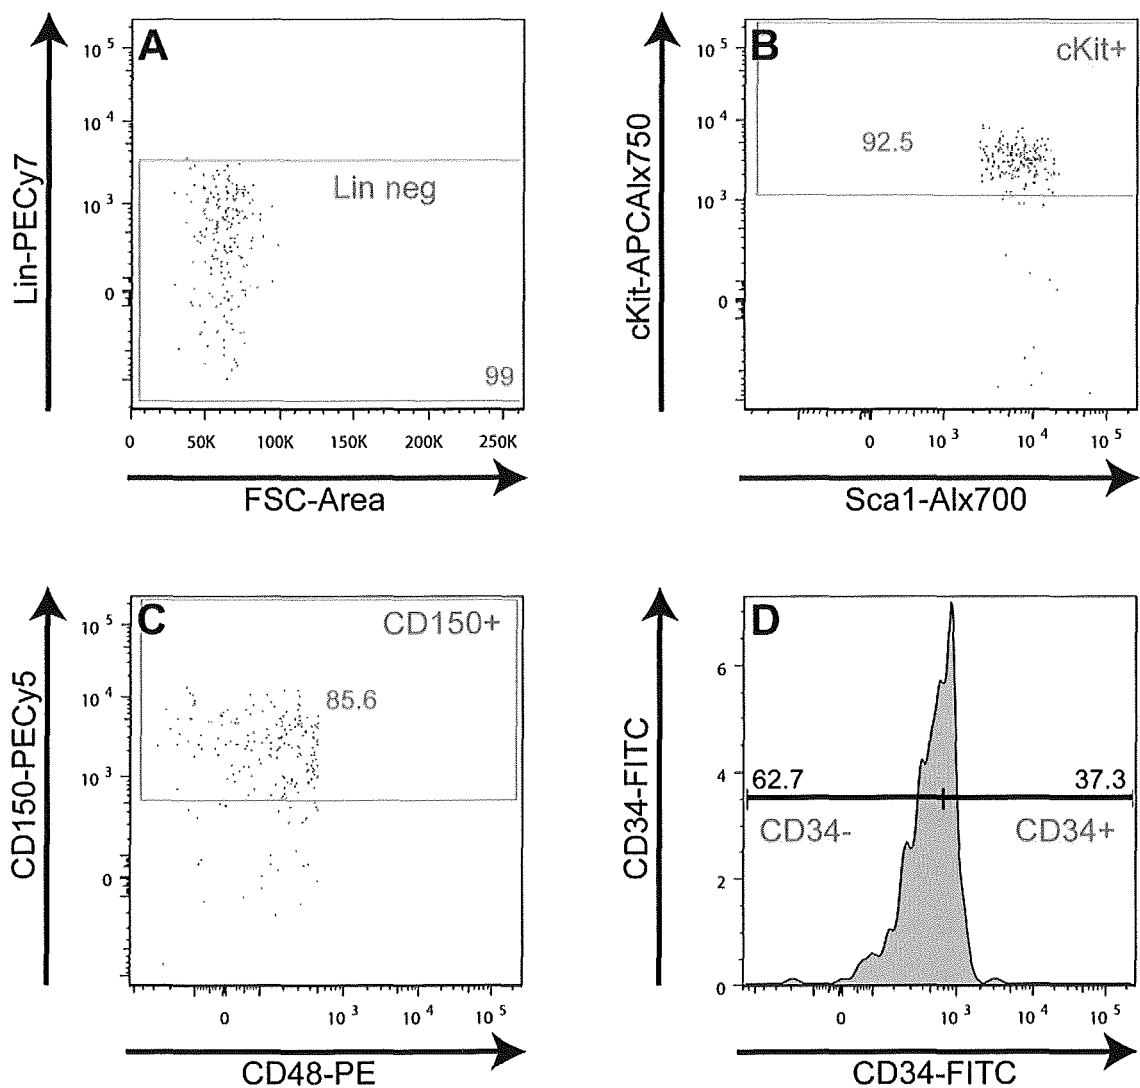 A
Lin-PECy7
10 5
10 4
10 3
0
Lin neg
99
0 50K 100K 150K 200K 250K
FSC-Area
B
cKit-APCAlx750
10 5
10 4
10 3
0
cKit+
92.5
0 10 3 10 4 10 5
Sca1-Alx700
C
CD150-PECy5
10 5
10 4
10 3
0
CD150+
85.6
0 10 3 10 4 10 5
CD48-PE
D
CD34-FITC
6
4
2
0
62.7 37.3
CD34- CD34+
0 10 3 10 4 10 5
CD34-FITC